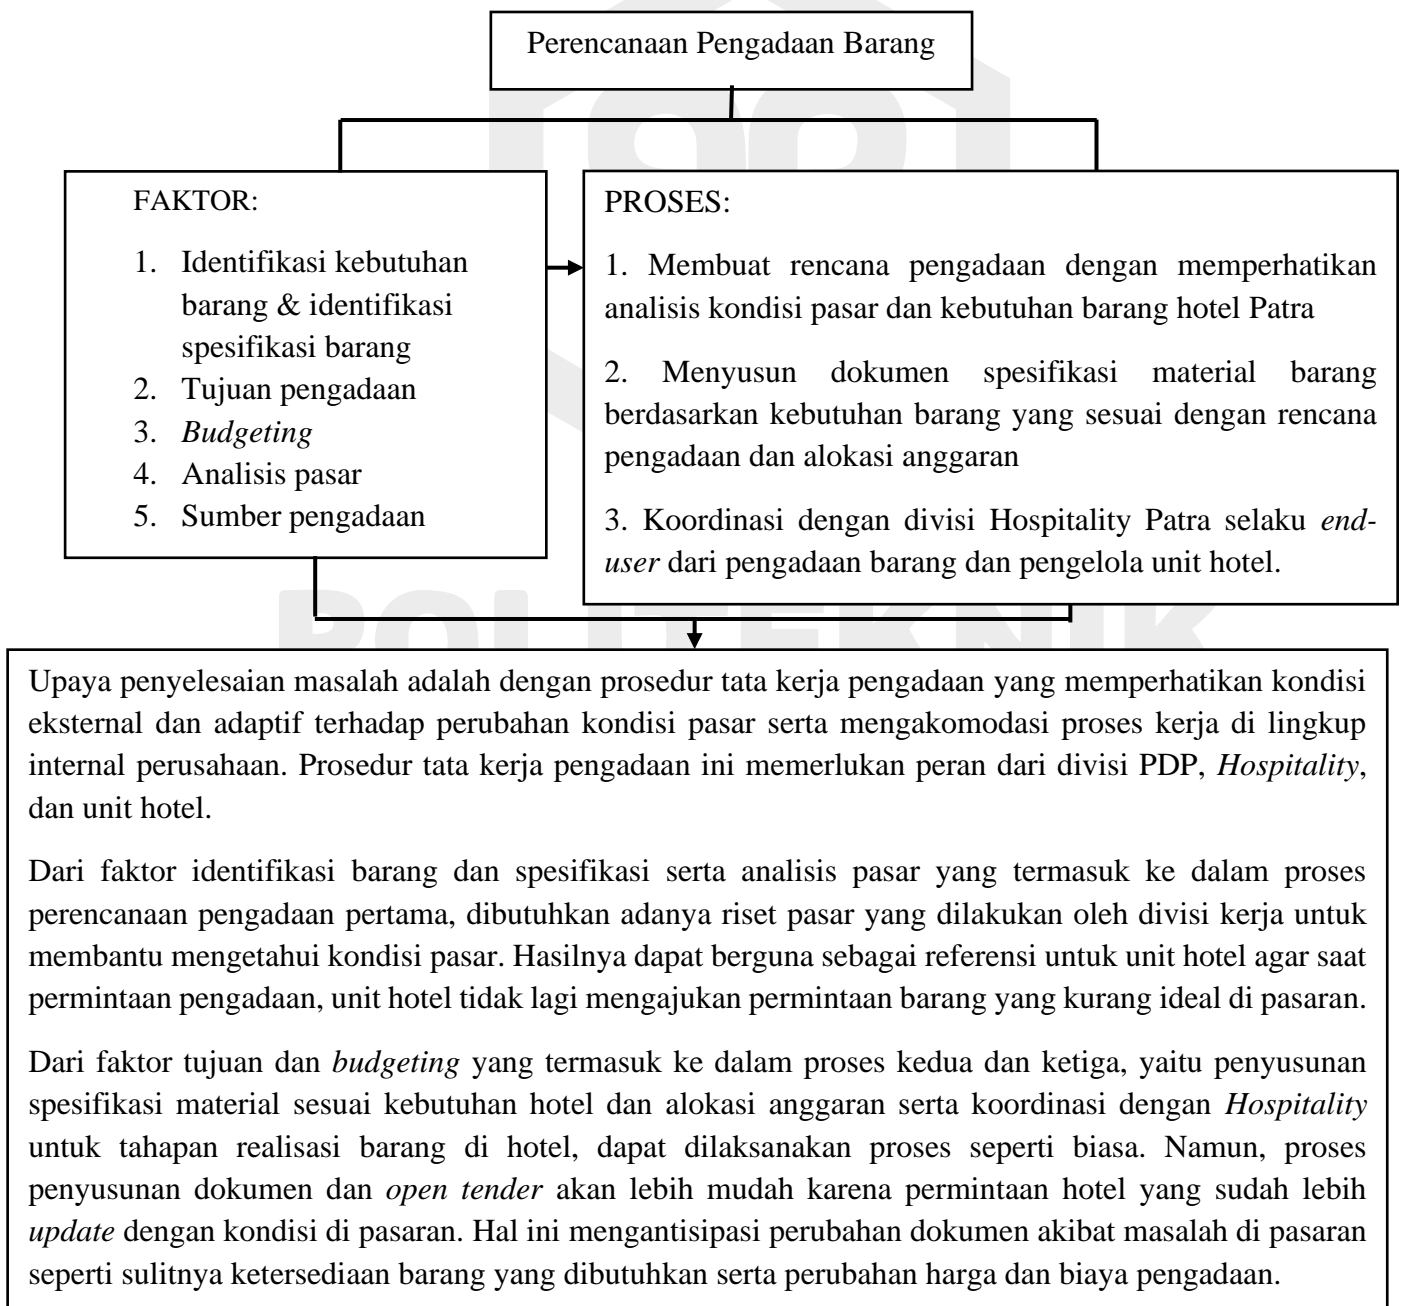 Perencanaan Pengadaan Barang
FAKTOR:
1. Identifikasi kebutuhan
barang & identifikasi
spesifikasi barang
2. Tujuan pengadaan
3. Budgeting
4. Analisis pasar
5. Sumber pengadaan
PROSES:
1. Membuat rencana pengadaan dengan memperhatikan
analisis kondisi pasar dan kebutuhan barang hotel Patra
2. Menyusun dokumen spesifikasi material barang
berdasarkan kebutuhan barang yang sesuai dengan rencana
pengadaan dan alokasi anggaran
3. Koordinasi dengan divisi Hospitality Patra selaku end-
user dari pengadaan barang dan pengelola unit hotel.
POLITEKNIK
Upaya penyelesaian masalah adalah dengan prosedur tata kerja pengadaan yang memperhatikan kondisi
eksternal dan adaptif terhadap perubahan kondisi pasar serta mengakomodasi proses kerja di lingkup
internal perusahaan. Prosedur tata kerja pengadaan ini memerlukan peran dari divisi PDP, Hospitality,
dan unit hotel.
Dari faktor identifikasi barang dan spesifikasi serta analisis pasar yang termasuk ke dalam proses
perencanaan pengadaan pertama, dibutuhkan adanya riset pasar yang dilakukan oleh divisi kerja untuk
membantu mengetahui kondisi pasar. Hasilnya dapat berguna sebagai referensi untuk unit hotel agar saat
permintaan pengadaan, unit hotel tidak lagi mengajukan permintaan barang yang kurang ideal di pasaran.
Dari faktor tujuan dan budgeting yang termasuk ke dalam proses kedua dan ketiga, yaitu penyusunan
spesifikasi material sesuai kebutuhan hotel dan alokasi anggaran serta koordinasi dengan Hospitality
untuk tahapan realisasi barang di hotel, dapat dilaksanakan proses seperti biasa. Namun, proses
penyusunan dokumen dan open tender akan lebih mudah karena permintaan hotel yang sudah lebih
update dengan kondisi di pasaran. Hal ini mengantisipasi perubahan dokumen akibat masalah di pasaran
seperti sulitnya ketersediaan barang yang dibutuhkan serta perubahan harga dan biaya pengadaan.